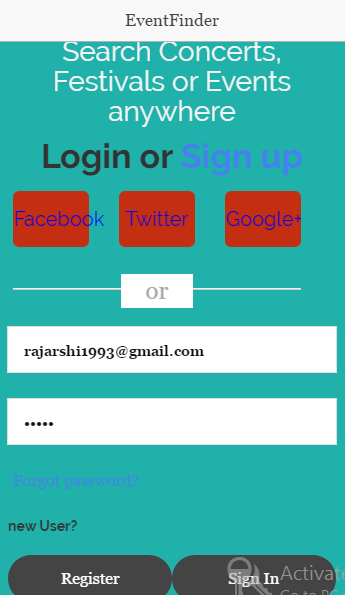 EventFinder
Search Concerts,
Festivals or Events
anywhere
Login or Sign up
Facebook Twitter Google+
or
rajarshi1993@gmail.com
•••••
Forgot password?
new User?
Register Sign In
Activate
Go to PC